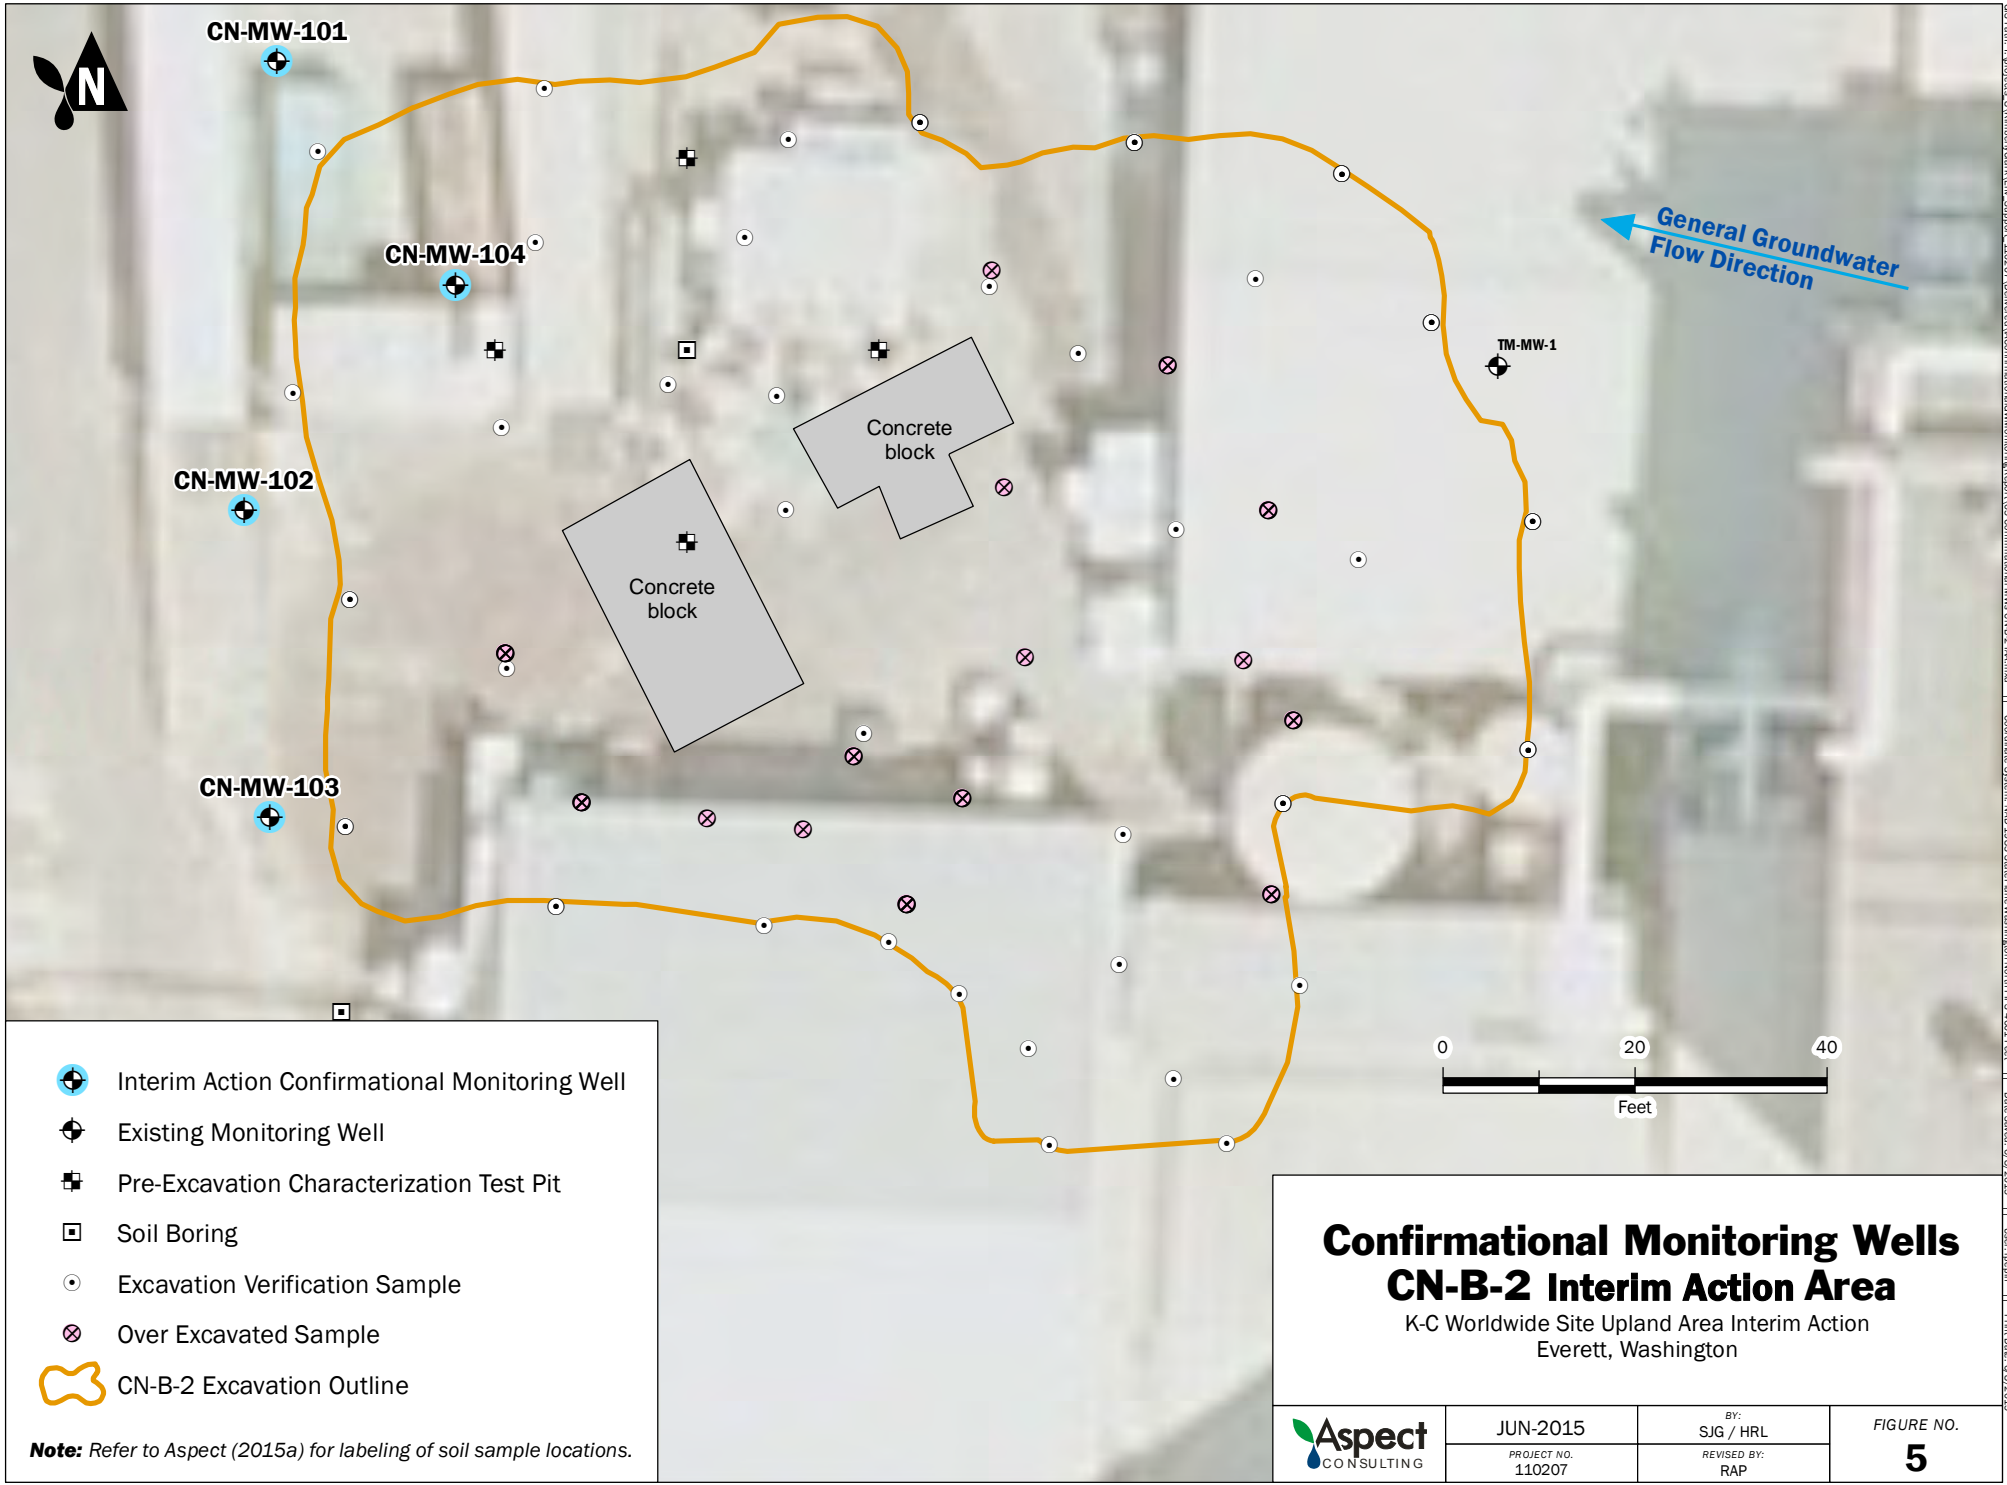 CN-MW-101
N
CN-MW-104
General Groundwater
Flow Direction
TM-MW-1
Concrete
block
CN-MW-102
Concrete
block
CN-MW-103
0 20 40
Feet
Interim Action Confirmational Monitoring Well
Existing Monitoring Well
Pre-Excavation Characterization Test Pit
Soil Boring
Excavation Verification Sample
Over Excavated Sample
CN-B-2 Excavation Outline
Note: Refer to Aspect (2015a) for labeling of soil sample locations.
Confirmational Monitoring Wells
CN-B-2 Interim Action Area
K-C Worldwide Site Upland Area Interim Action
Everett, Washington
Aspect
CONSULTING
JUN-2015
PROJECT NO.
110207
BY:
SJG / HRL
REVISED BY:
RAP
FIGURE NO.
5